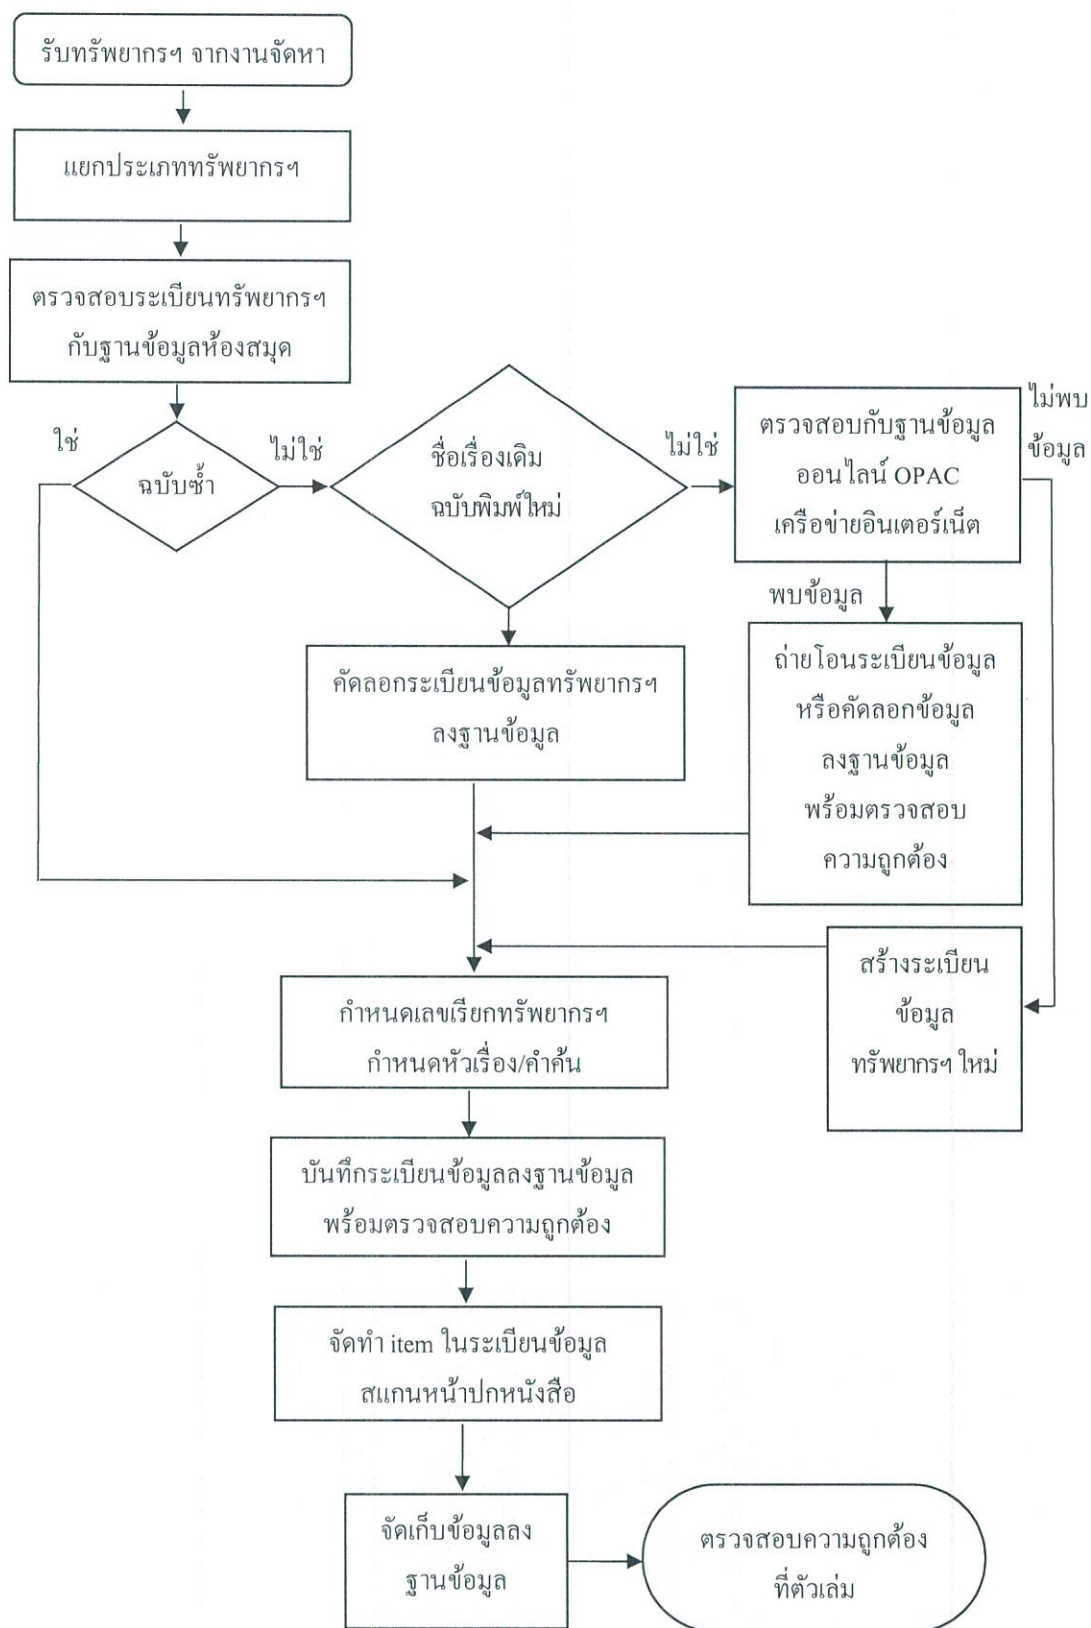 รับทรัพยากรฯ จากงานจัดหา
แยกประเภททรัพยากรฯ
ตรวจสอบระเบียนทรัพยากรฯ
กับฐานข้อมูลห้องสมุด
ใช่
ฉบับซ้ำ
ไม่ใช่
ชื่อเรื่องเดิม
ฉบับพิมพ์ใหม่
ไม่ใช่
ตรวจสอบกับฐานข้อมูล
ออนไลน์ OPAC
เครือข่ายอินเตอร์เน็ต
ไม่พบ
ข้อมูล
พบข้อมูล
คัดลอกระเบียนข้อมูลทรัพยากรฯ
ลงฐานข้อมูล
ถ่ายโอนระเบียนข้อมูล
หรือคัดลอกข้อมูล
ลงฐานข้อมูล
พร้อมตรวจสอบ
ความถูกต้อง
สร้างระเบียน
ข้อมูล
ทรัพยากรฯ ใหม่
กำหนดเลขเรียกทรัพยากรฯ
กำหนดหัวเรื่อง/คำค้น
บันทึกระเบียนข้อมูลลงฐานข้อมูล
พร้อมตรวจสอบความถูกต้อง
จัดทำ item ในระเบียนข้อมูล
สแกนหน้าปกหนังสือ
จัดเก็บข้อมูลลง
ฐานข้อมูล
ตรวจสอบความถูกต้อง
ที่ตัวเล่ม